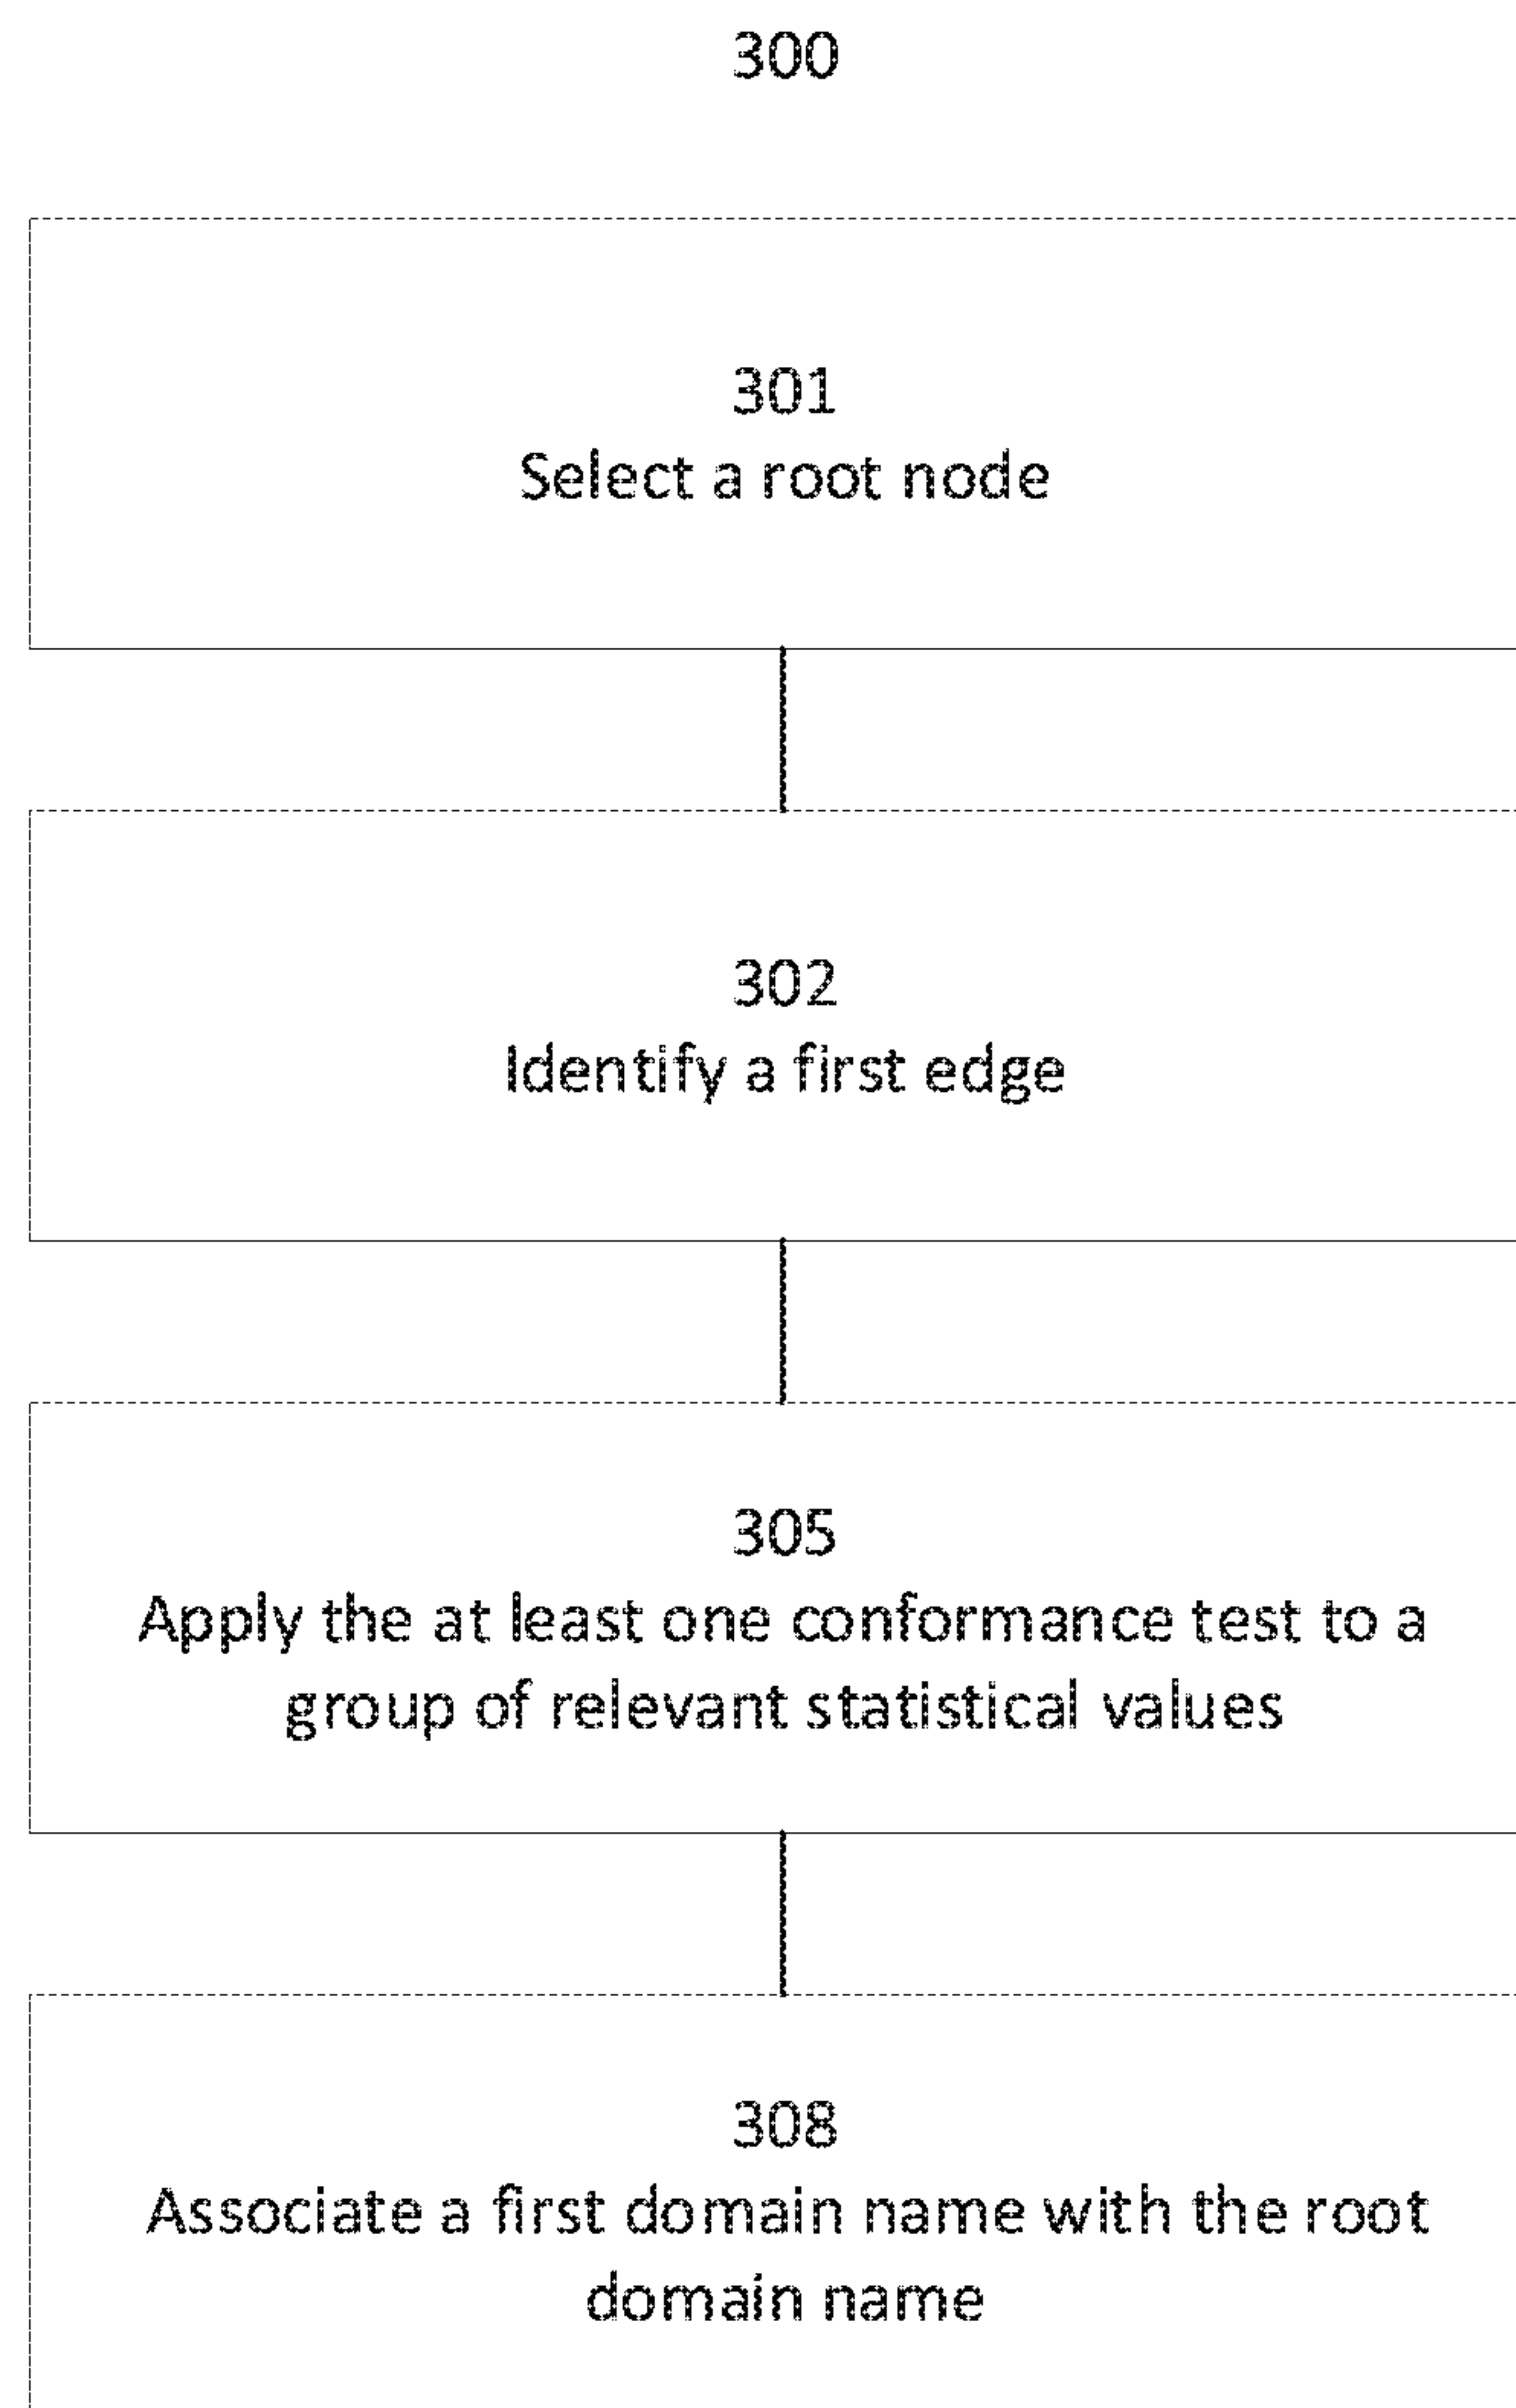 300
301
Select a root node
302
Identify a first edge
305
Apply the at least one conformance test to a
group of relevant statistical values
308
Associate a first domain name with the root
domain name